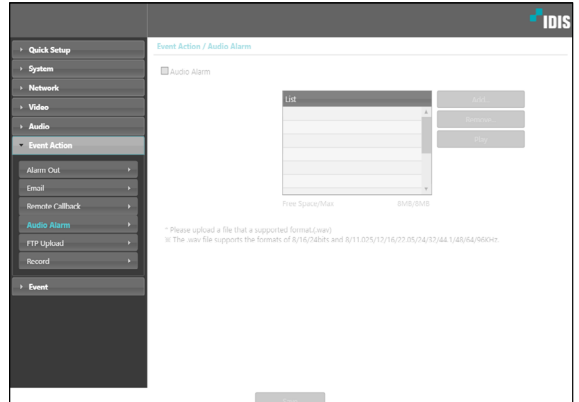 IDIS
Quick Setup
System
Network
Video
Audio
Event Action
Alarm Out
Email
Remote Callback
Audio Alarm
FTP Upload
Record
Event
Event Action / Audio Alarm
Audio Alarm
List
Add...
Remove...
Play
Free Space/Max 8MB/8MB
* Please upload a file that a supported format.(.wav)
※ The .wav file supports the formats of 8/16/24bits and 8/11.025/12/16/22.05/24/32/44.1/48/64/96KHz.
Save